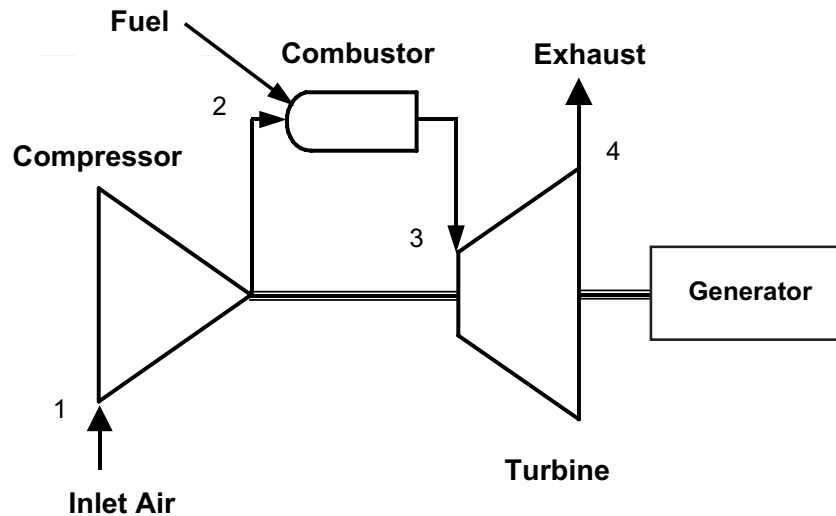 Fuel
Combustor
Exhaust
2
Compressor
4
3
Generator
1
Turbine
Inlet Air